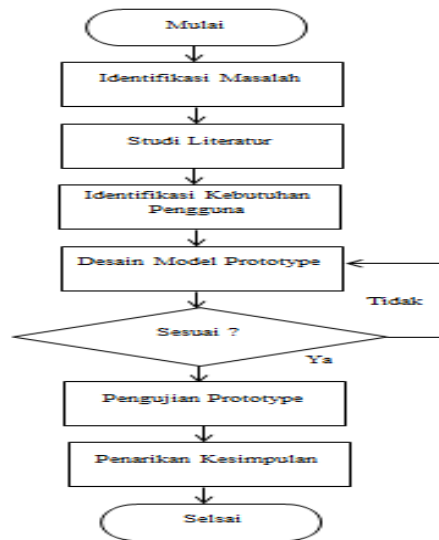 Mulai
Identifikasi Masalah
Studi Literatur
Identifikasi Kebutuhan
Pengguna
Desain Model Prototype
Tidak
Sesuai ?
Ya
Pengujian Prototype
Penarikan Kesimpulan
Selsai